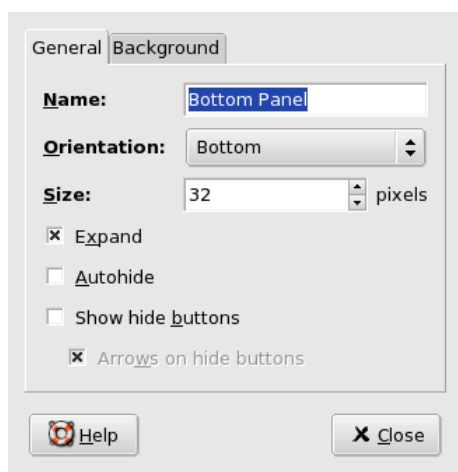 General Background
Name: Bottom Panel
Orientation: Bottom
Size: 32 pixels
Expand
Autohide
Show hide buttons
Arrows on hide buttons
Help Close